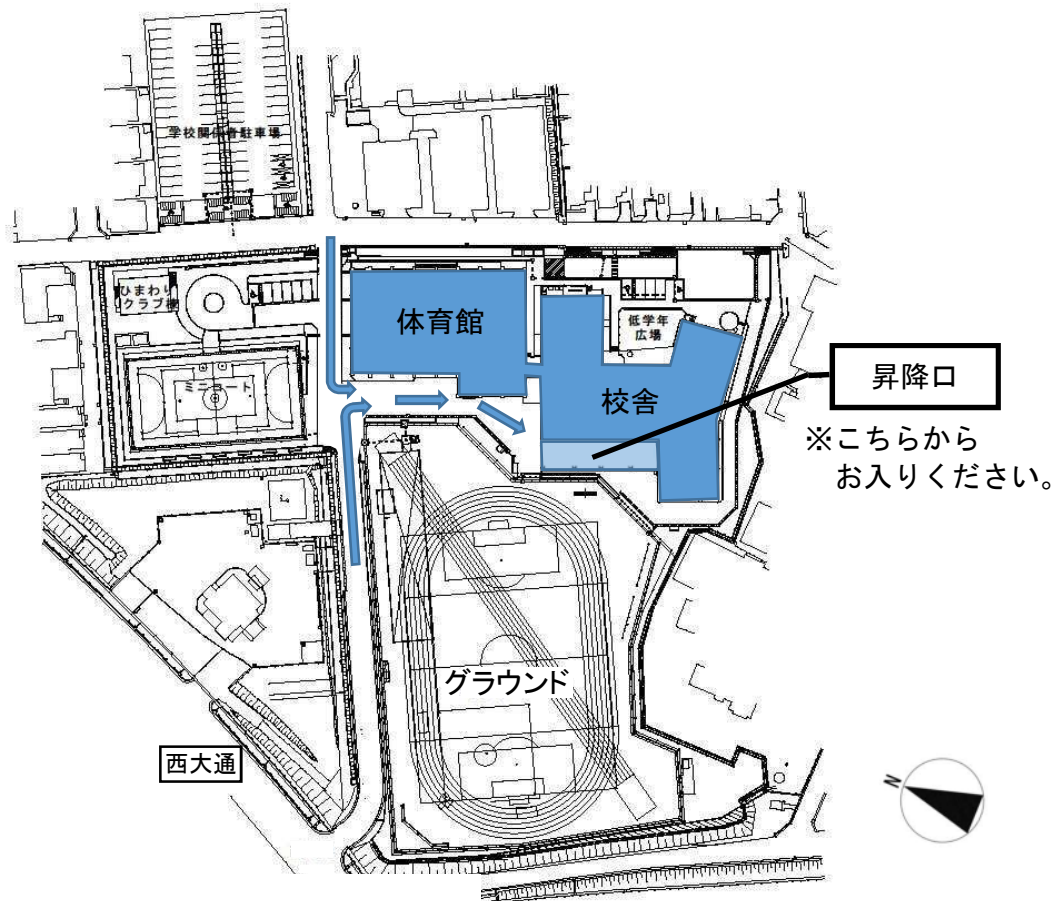 学校関係者駐車場
ひまわり
クラブ棟
体育館
低学年
広場
昇降口
ミニコート
校舎
※こちらから
お入りください。
グラウンド
西大通
N